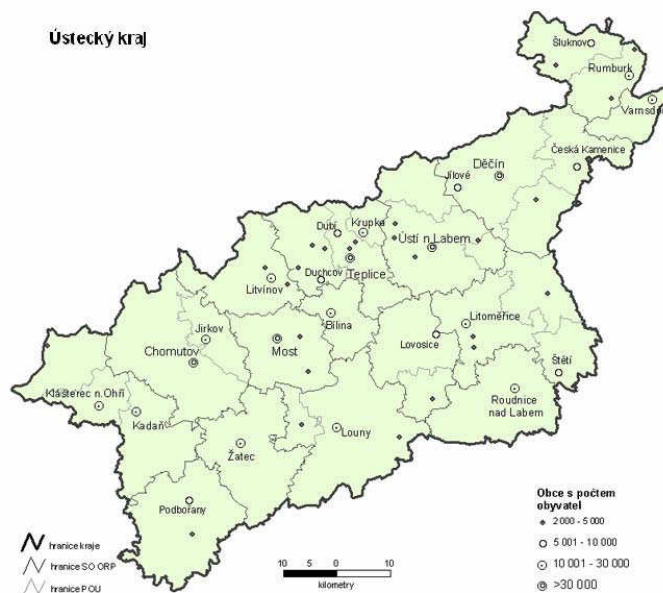 Ústecký kraj
Šluknov
Rumburk
Varnsdorf
Česká Kamenice
Děčín
Jílové
Dubí
Krupka
Ústí n Labem
Teplice
Duchcov
Litvínov
Bílina
Litoměřice
Lovosice
Jirkov
Most
Chomutov
Štětí
Klášterec n.Ohří
Kadaň
Roudnice
nad Labem
Louny
Žatec
Podbořany
Obce s počtem
obyvatel
2 000 - 5 000
5 001 - 10 000
10 001 - 30 000
>30 000
hranice kraje
hranice SO ORP
hranice POU
10 5 0 10
kilometry